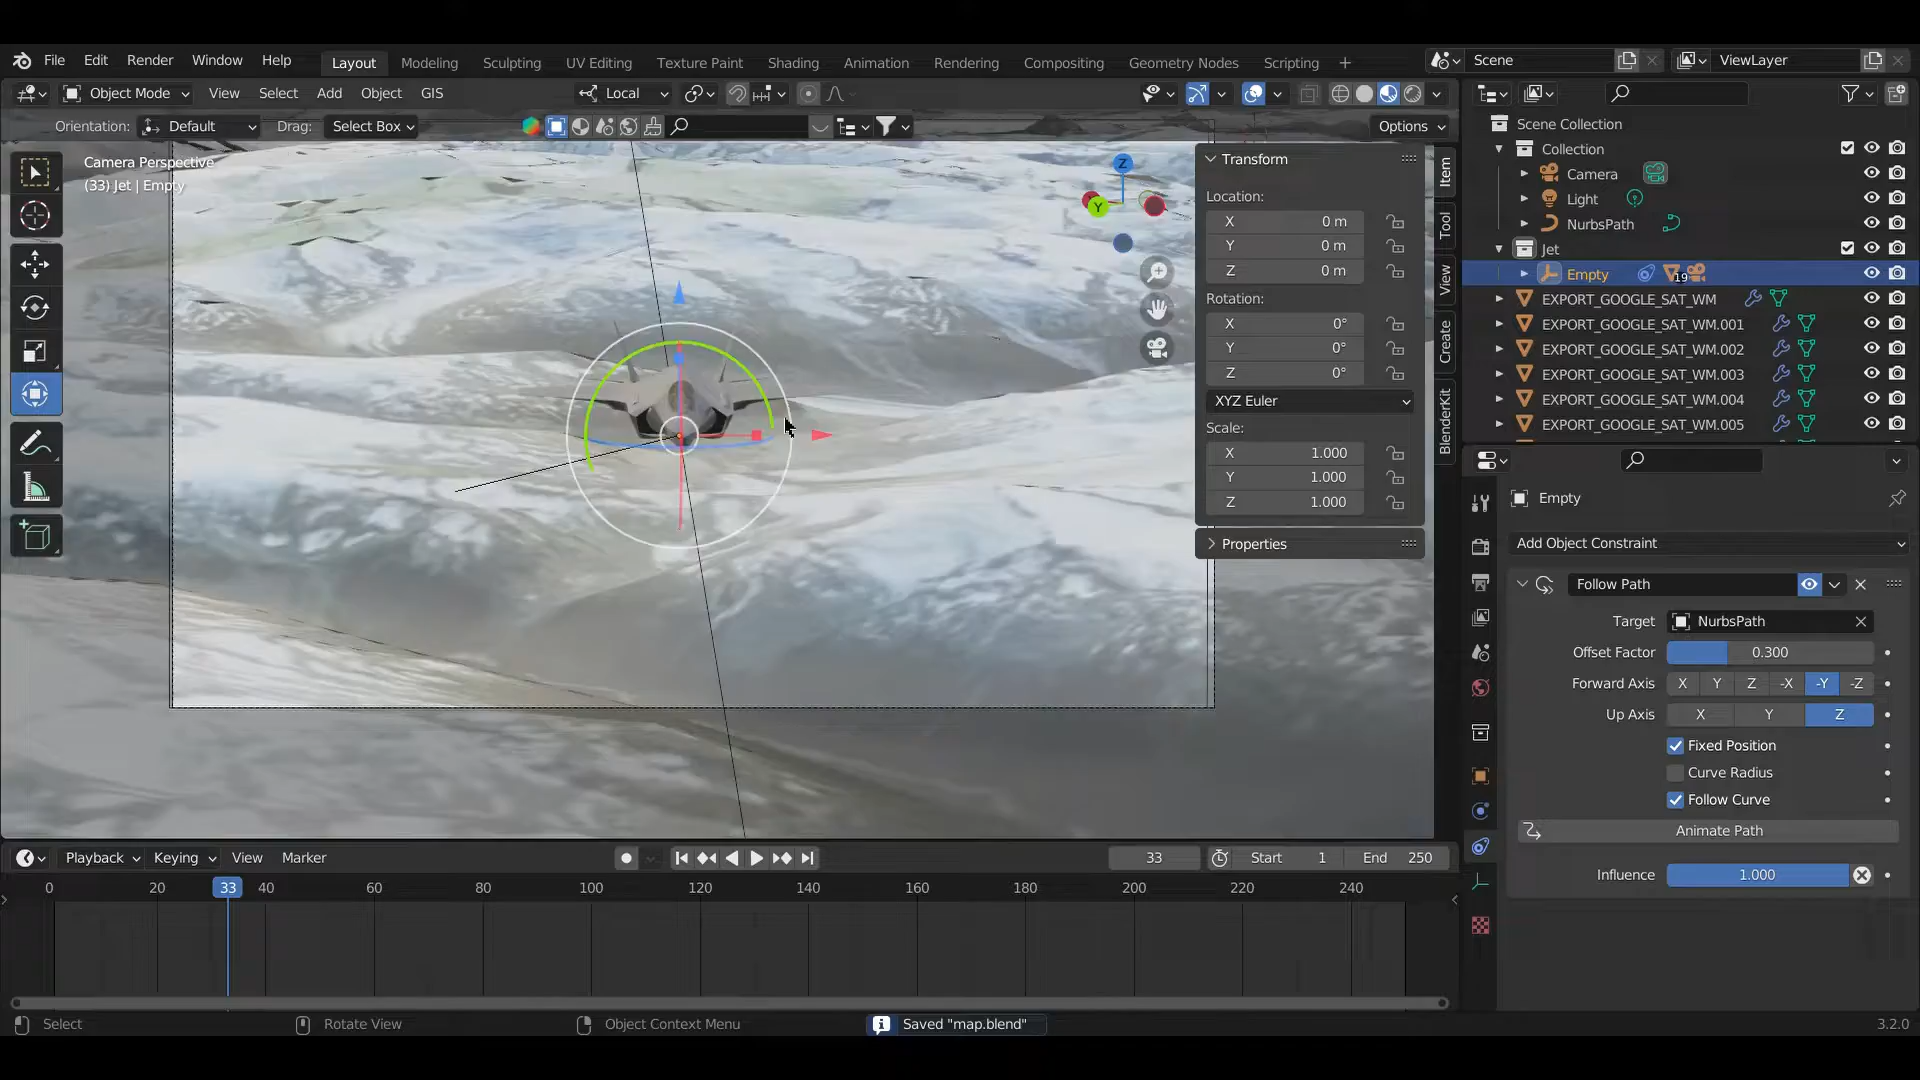 File Edit Render Window Help Layout Modeling Sculpting UV Editing Texture Paint Shading Animation Rendering Compositing Geometry Nodes Scripting + Scene ViewLayer
Object Mode View Select Add Object GIS Local
Orientation: Default Drag: Select Box Options
Camera Perspective
(33) Jet | Empty
Z
Y
Transform
Location:
X 0 m
Y 0 m
Z 0 m
Rotation:
X 0°
Y 0°
Z 0°
XYZ Euler
Scale:
X 1.000
Y 1.000
Z 1.000
Properties
Item
Tool
View
Create
BlenderKit
Scene Collection
Collection
Camera
Light
NurbsPath
Jet
Empty 19
EXPORT_GOOGLE_SAT_WM
EXPORT_GOOGLE_SAT_WM.001
EXPORT_GOOGLE_SAT_WM.002
EXPORT_GOOGLE_SAT_WM.003
EXPORT_GOOGLE_SAT_WM.004
EXPORT_GOOGLE_SAT_WM.005
Empty
Add Object Constraint
Follow Path
Target NurbsPath
Offset Factor 0.300
Forward Axis X Y Z -X -Y -Z
Up Axis X Y Z
Fixed Position
Curve Radius
Follow Curve
Animate Path
Influence 1.000
Playback Keying View Marker 33 Start 1 End 250
0 20 33 40 60 80 100 120 140 160 180 200 220 240
Select Rotate View Object Context Menu Saved "map.blend" 3.2.0